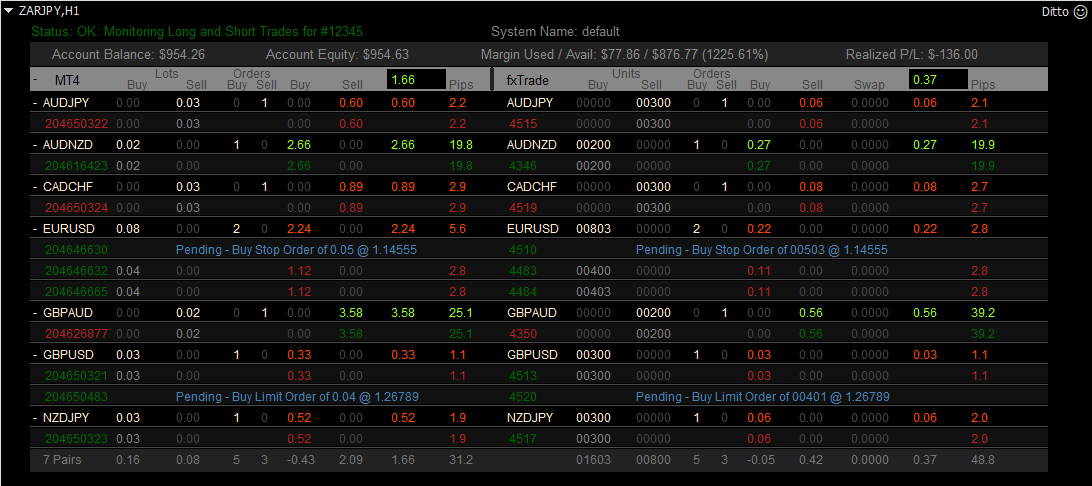 ZARJPY,H1 Ditto ☺
Status: OK: Monitoring Long and Short Trades for #12345 System Name: default
Account Balance: $954.26 Account Equity: $954.63 Margin Used / Avail: $77.86 / $876.77 (1225.61%) Realized P/L: $-136.00
Lots Orders Units Orders
- MT4 1.66 fxTrade 0.37
Buy Sell Buy Sell Buy Sell Pips Buy Sell Buy Sell Buy Sell Swap Pips
- AUDJPY 0.00 0.03 0 1 0.00 0.60 0.60 2.2 AUDJPY 00000 00300 0 1 0.00 0.06 0.0000 0.06 2.1
204650322 0.00 0.03 0.00 0.60 2.2 4515 00000 00300 0.00 0.06 0.0000 2.1
- AUDNZD 0.02 0.00 1 0 2.66 0.00 2.66 19.8 AUDNZD 00200 00000 1 0 0.27 0.00 0.0000 0.27 19.9
204616423 0.02 0.00 2.66 0.00 19.8 4346 00200 00000 0.27 0.00 0.0000 19.9
- CADCHF 0.00 0.03 0 1 0.00 0.89 0.89 2.9 CADCHF 00000 00300 0 1 0.00 0.08 0.0000 0.08 2.7
204650324 0.00 0.03 0.00 0.89 2.9 4519 00000 00300 0.00 0.08 0.0000 2.7
- EURUSD 0.08 0.00 2 0 2.24 0.00 2.24 5.6 EURUSD 00803 00000 2 0 0.22 0.00 0.0000 0.22 2.8
204646630 Pending - Buy Stop Order of 0.05 @ 1.14555 4510 Pending - Buy Stop Order of 00503 @ 1.14555
204646632 0.04 0.00 1.12 0.00 2.8 4483 00400 00000 0.11 0.00 0.0000 2.8
204646665 0.04 0.00 1.12 0.00 2.8 4484 00403 00000 0.11 0.00 0.0000 2.8
- GBPAUD 0.00 0.02 0 1 0.00 3.58 3.58 25.1 GBPAUD 00000 00200 0 1 0.00 0.56 0.0000 0.56 39.2
204626877 0.00 0.02 0.00 3.58 25.1 4350 00000 00200 0.00 0.56 0.0000 39.2
- GBPUSD 0.03 0.00 1 0 0.33 0.00 0.33 1.1 GBPUSD 00300 00000 1 0 0.03 0.00 0.0000 0.03 1.1
204650321 0.03 0.00 0.33 0.00 1.1 4513 00300 00000 0.03 0.00 0.0000 1.1
204650483 Pending - Buy Limit Order of 0.04 @ 1.26789 4520 Pending - Buy Limit Order of 00401 @ 1.26789
- NZDJPY 0.03 0.00 1 0 0.52 0.00 0.52 1.9 NZDJPY 00300 00000 1 0 0.06 0.00 0.0000 0.06 2.0
204650323 0.03 0.00 0.52 0.00 1.9 4517 00300 00000 0.06 0.00 0.0000 2.0
7 Pairs 0.16 0.08 5 3 -0.43 2.09 1.66 31.2 01603 00800 5 3 -0.05 0.42 0.0000 0.37 48.8